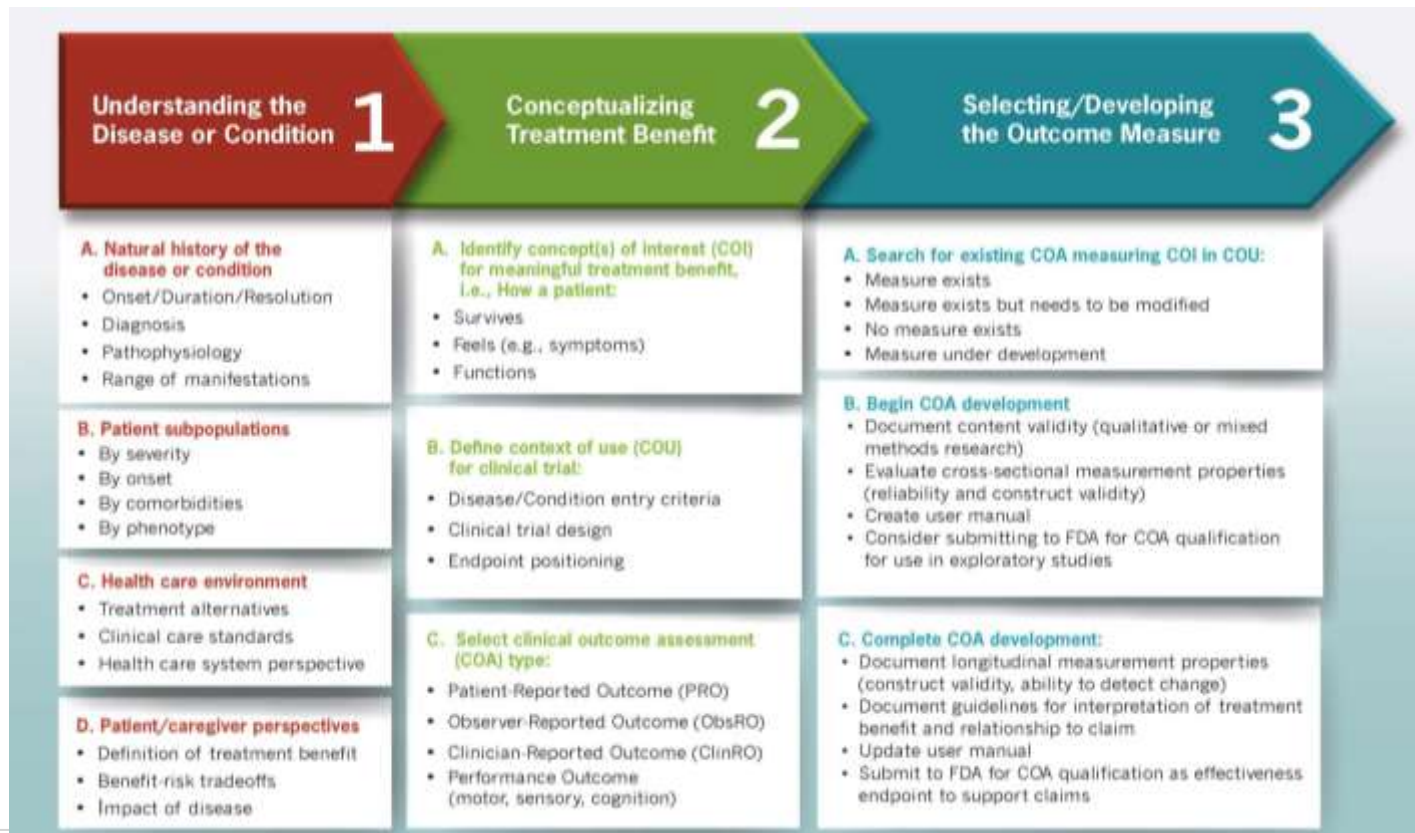 Understanding the
Disease or Condition
1
A. Natural history of the
disease or condition
• Onset/Duration/Resolution
• Diagnosis
• Pathophysiology
• Range of manifestations
B. Patient subpopulations
• By severity
• By onset
• By comorbidities
• By phenotype
C. Health care environment
• Treatment alternatives
• Clinical care standards
• Health care system perspective
D. Patient/caregiver perspectives
• Definition of treatment benefit
• Benefit-risk tradeoffs
• Impact of disease
Conceptualizing
Treatment Benefit
2
A. Identify concept(s) of interest (COI)
for meaningful treatment benefit,
i.e., How a patient:
• Survives
• Feels (e.g., symptoms)
• Functions
B. Define context of use (COU)
for clinical trial:
• Disease/Condition entry criteria
• Clinical trial design
• Endpoint positioning
C. Select clinical outcome assessment
(COA) type:
• Patient-Reported Outcome (PRO)
• Observer-Reported Outcome (ObsRO)
• Clinician-Reported Outcome (ClinRO)
• Performance Outcome
(motor, sensory, cognition)
Selecting/Developing
the Outcome Measure
3
A. Search for existing COA measuring COI in COU:
• Measure exists
• Measure exists but needs to be modified
• No measure exists
• Measure under development
B. Begin COA development
• Document content validity (qualitative or mixed
methods research)
• Evaluate cross-sectional measurement properties
(reliability and construct validity)
• Create user manual
• Consider submitting to FDA for COA qualification
for use in exploratory studies
C. Complete COA development:
• Document longitudinal measurement properties
(construct validity, ability to detect change)
• Document guidelines for interpretation of treatment
benefit and relationship to claim
• Update user manual
• Submit to FDA for COA qualification as effectiveness
endpoint to support claims